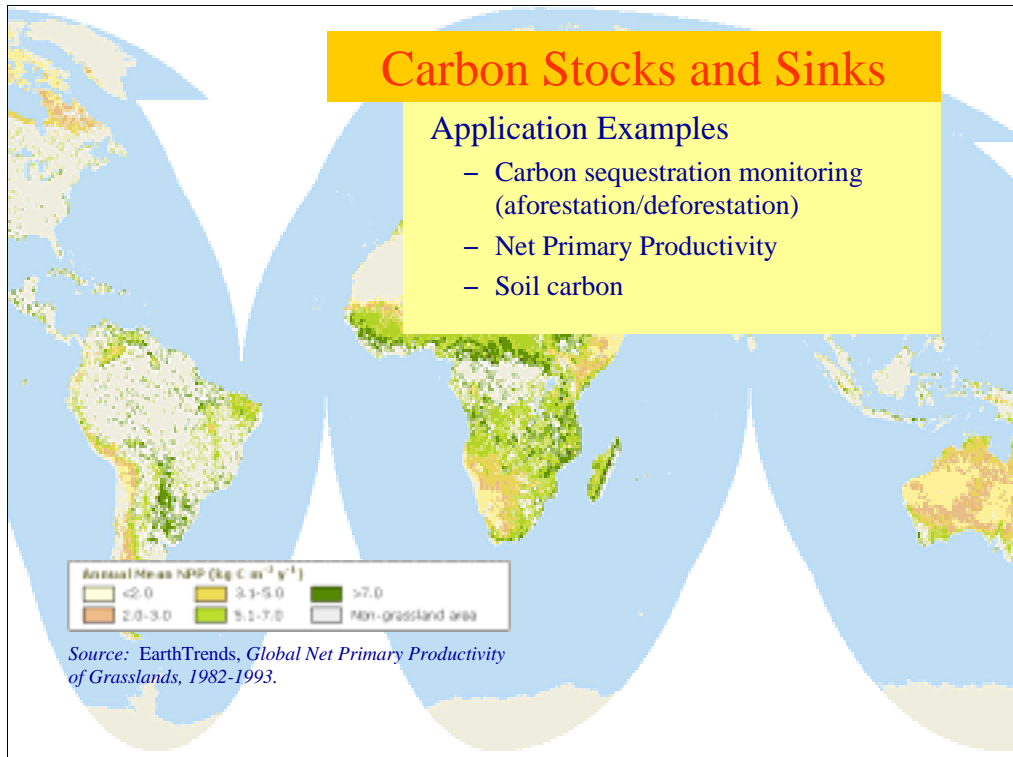 Carbon Stocks and Sinks
Application Examples
– Carbon sequestration monitoring
(aforestation/deforestation)
– Net Primary Productivity
– Soil carbon
Annual Mean NPP (kg C m⁻² y⁻¹)
<2.0
3.1-5.0
>7.0
2.0-3.0
5.1-7.0
Non-grassland area
Source: EarthTrends, Global Net Primary Productivity
of Grasslands, 1982-1993.